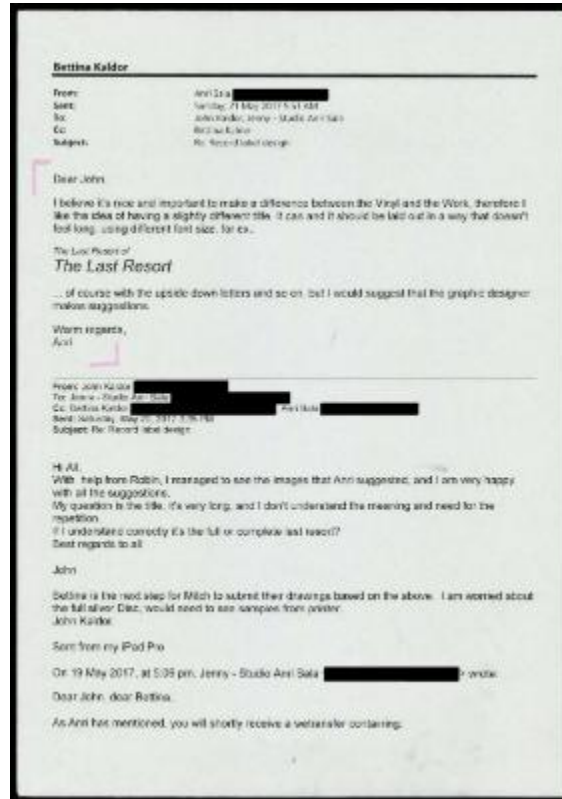 Bettina Kaldor
From: Anri Sala
Sent: Sunday, 21 May 2017 5:51 AM
To: John Kaldor; Jenny - Studio Anri Sala
Cc: Bettina Kaldor
Subject: Re: Record label design
Dear John,
I believe it's nice and important to make a difference between the Vinyl and the Work, therefore I
like the idea of having a slightly different title. It can and it should be laid out in a way that doesn't
feel long, using different font size, for ex.,
The Last Resort of
The Last Resort
... of course with the upside down letters and so on, but I would suggest that the graphic designer
makes suggestions.
Warm regards,
Anri
From: John Kaldor
To: Jenny - Studio Anri Sala
Cc: Bettina Kaldor Anri Sala
Sent: Saturday, May 20, 2017 PM
Subject: Re: Record label design
Hi All,
With help from Robin, I managed to see the images that Anri suggested, and I am very happy
with all the suggestions.
My question is the title, it's very long, and I don't understand the meaning and need for the
repetition.
If I understand correctly it's the full or complete last resort?
Best regards to all
John
Bettina is the next step for Mitch to submit their drawings based on the above. I am worried about
the full silver Disc, would need to see samples from printer.
John Kaldor
Sent from my iPad Pro
On 19 May 2017, at 5:05 pm, Jenny - Studio Anri Sala > wrote:
Dear John, dear Bettina,
As Anri has mentioned, you will shortly receive a wetransfer containing: